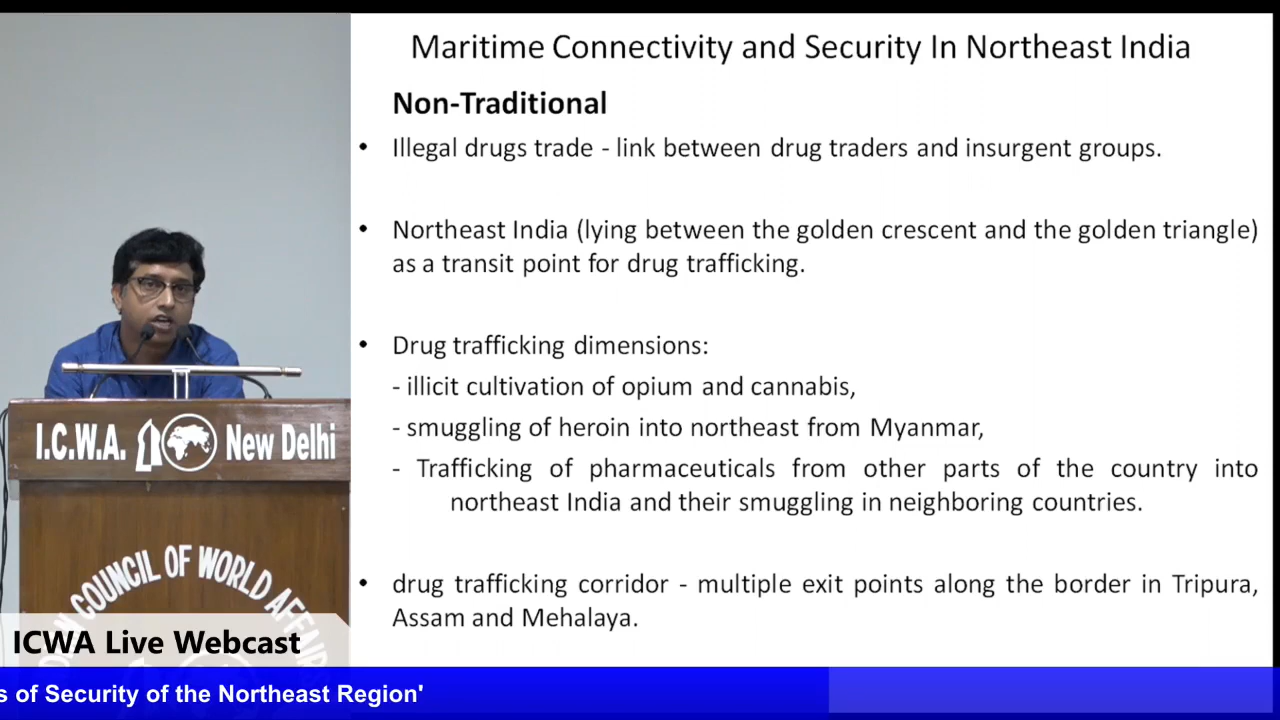 Maritime Connectivity and Security In Northeast India
Non-Traditional
• Illegal drugs trade - link between drug traders and insurgent groups.
• Northeast India (lying between the golden crescent and the golden triangle)
as a transit point for drug trafficking.
• Drug trafficking dimensions:
- illicit cultivation of opium and cannabis,
- smuggling of heroin into northeast from Myanmar,
- Trafficking of pharmaceuticals from other parts of the country into
northeast India and their smuggling in neighboring countries.
• drug trafficking corridor - multiple exit points along the border in Tripura,
Assam and Mehalaya.
I.C.W.A. New Delhi
COUNCIL OF WORLD AFFAIRS
ICWA Live Webcast
s of Security of the Northeast Region'